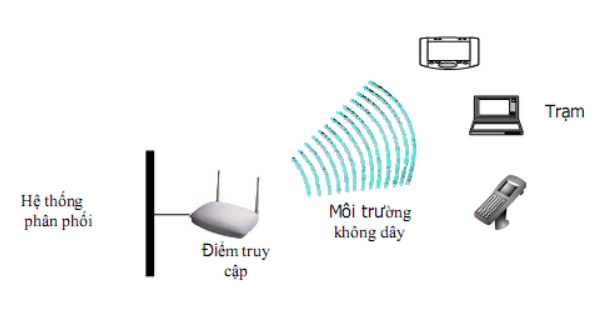 Trạm
Hệ thống
phân phối
Môi trường
không dây
Điểm truy
cập